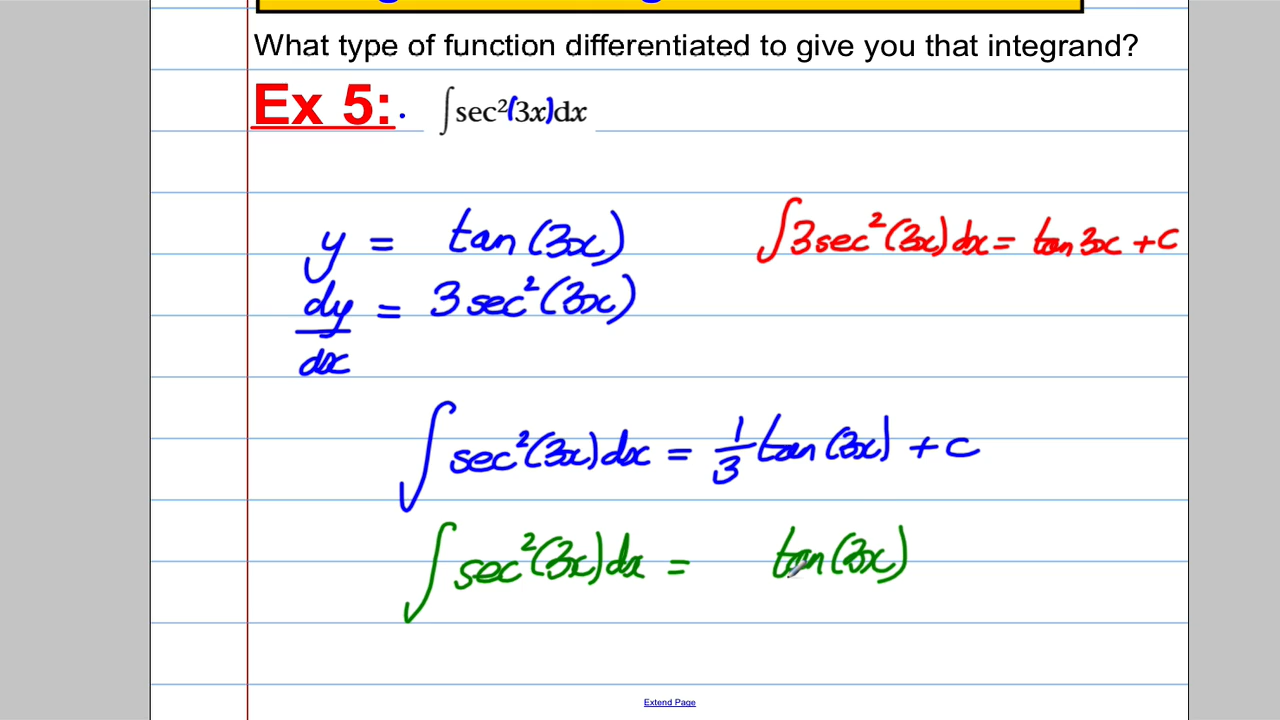 What type of function differentiated to give you that integrand?
Ex 5: ∫sec²(3x)dx
y = tan(3x)
∫3sec²(3x)dx = tan3x + c
dy/dx = 3sec²(3x)
∫sec²(3x)dx = 1/3 tan(3x) + c
∫sec²(3x)dx = tan(3x)
Extend Page